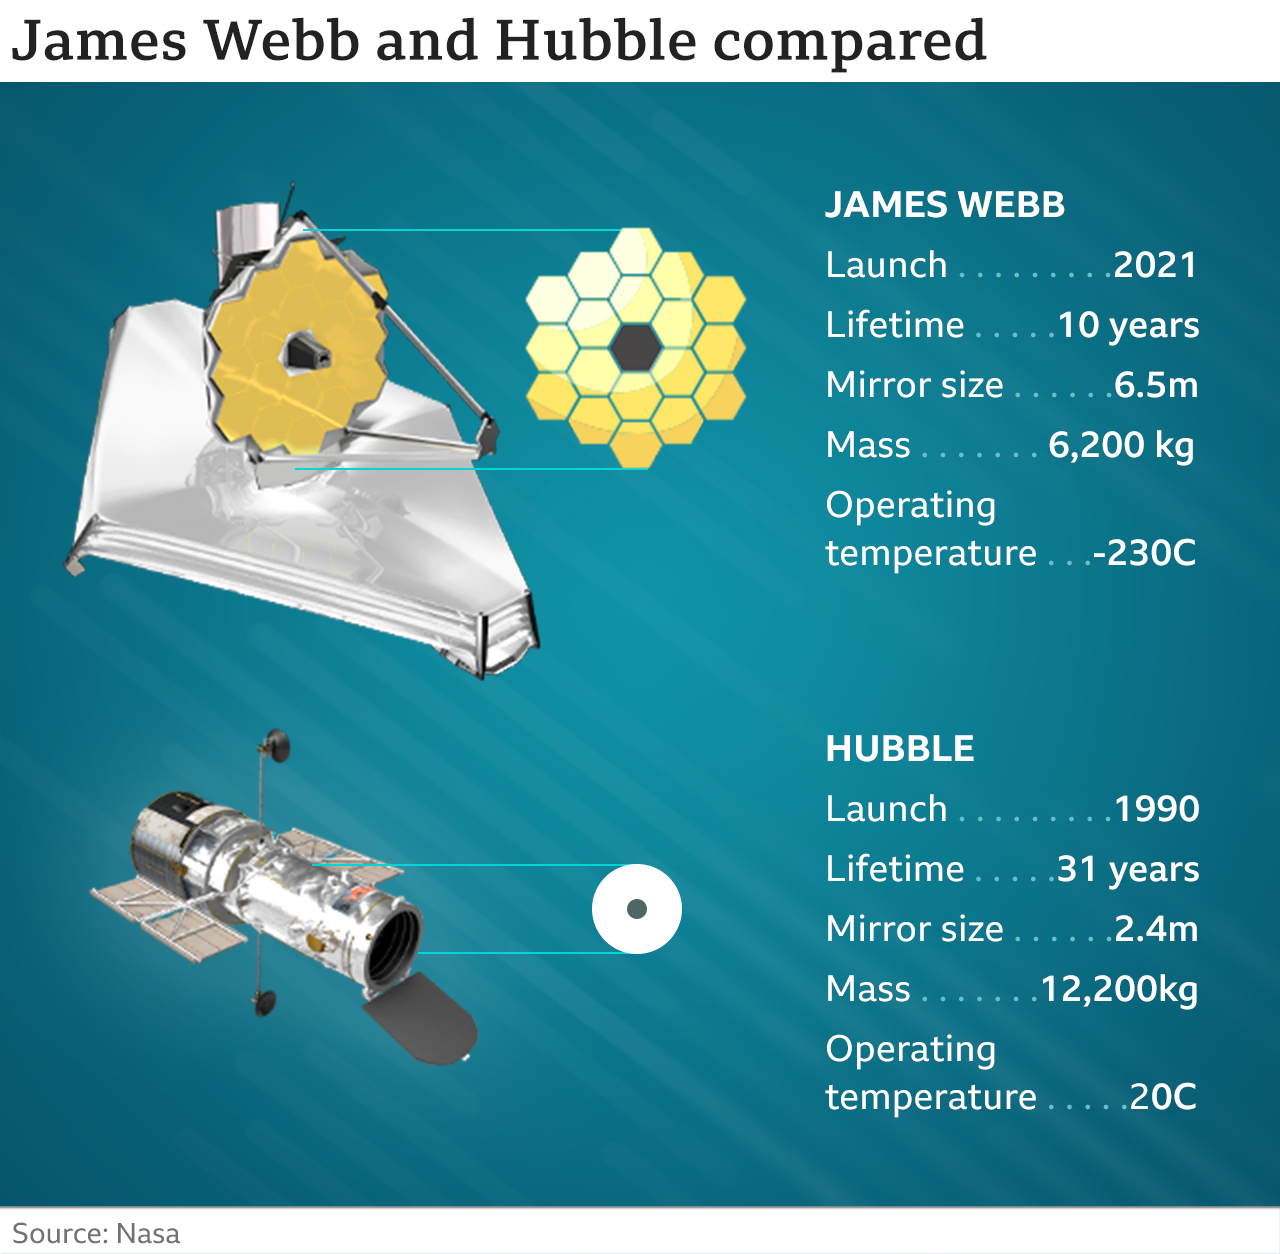 James Webb and Hubble compared
JAMES WEBB
Launch . . . . . . . . . 2021
Lifetime . . . . . 10 years
Mirror size . . . . . . 6.5m
Mass . . . . . . . 6,200 kg
Operating
temperature . . . -230C
HUBBLE
Launch . . . . . . . . . 1990
Lifetime . . . . . 31 years
Mirror size . . . . . . 2.4m
Mass . . . . . . . 12,200kg
Operating
temperature . . . . . 20C
Source: Nasa